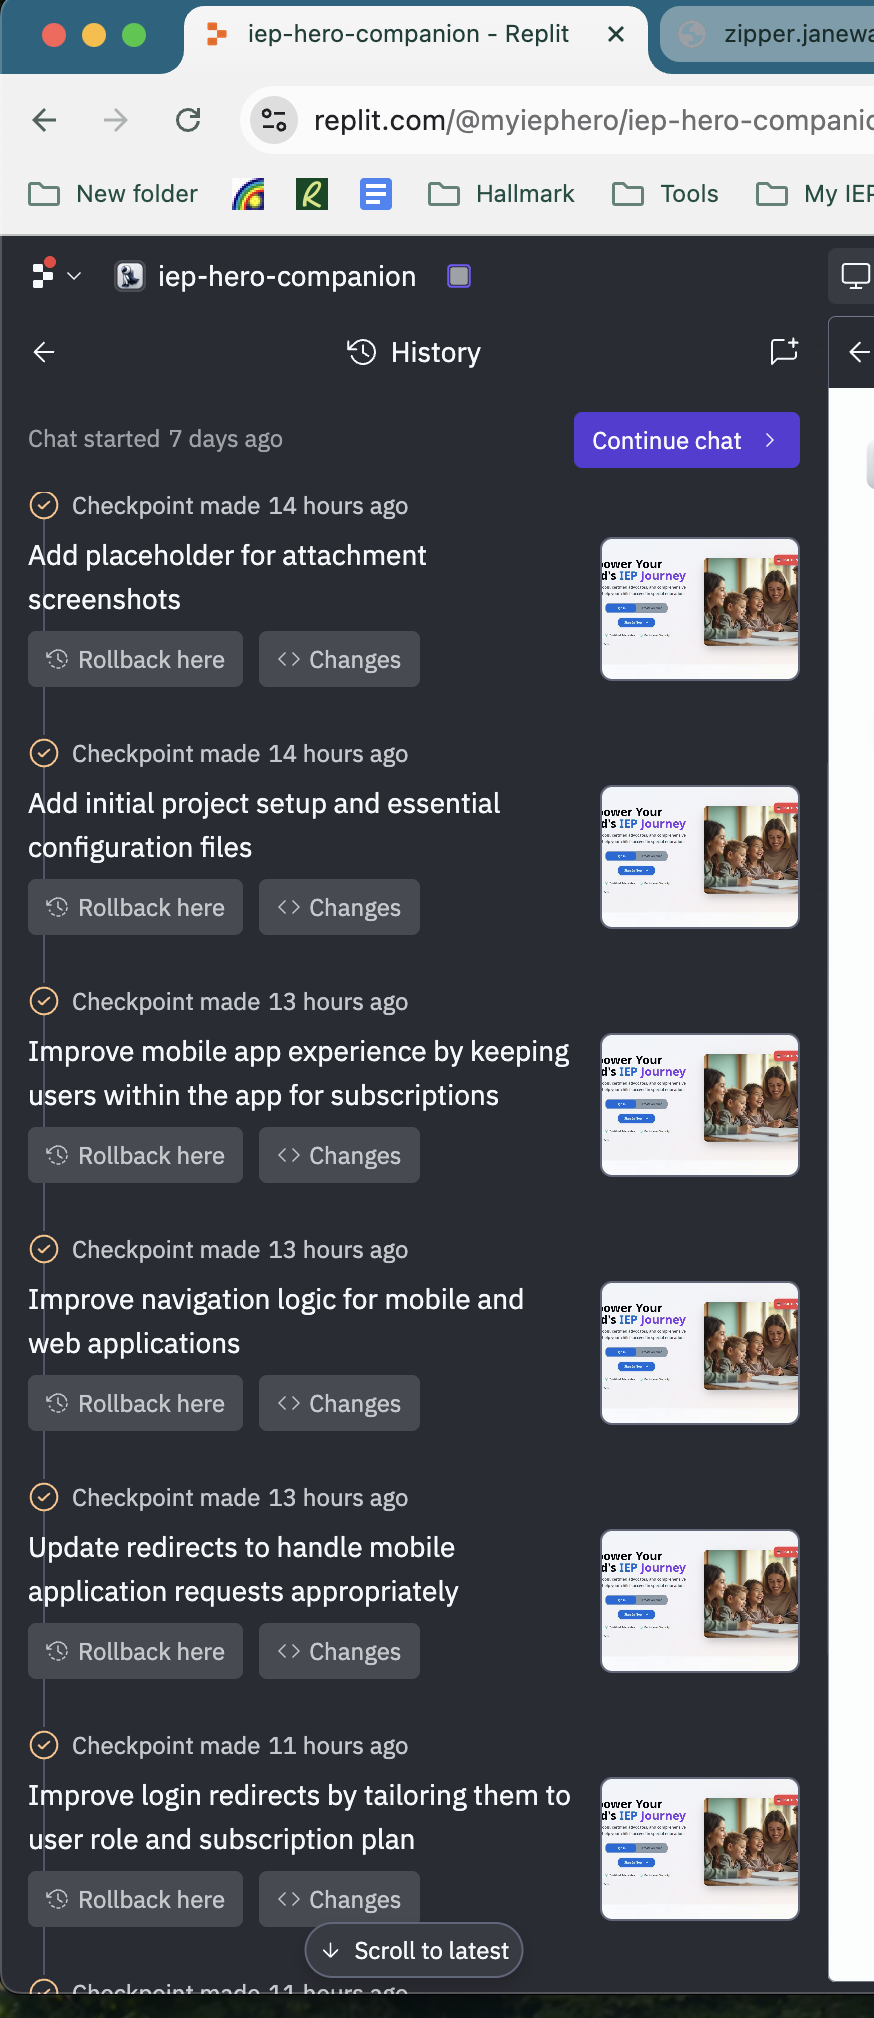 iep-hero-companion - Replit
zipper.janewa
replit.com/@myiephero/iep-hero-companio
New folder
Hallmark
Tools
My IEP
iep-hero-companion
History
Chat started 7 days ago
Continue chat
Checkpoint made 14 hours ago
Add placeholder for attachment
screenshots
ower Your
d's IEP Journey
Rollback here
Changes
Checkpoint made 14 hours ago
Add initial project setup and essential
configuration files
ower Your
d's IEP Journey
Rollback here
Changes
Checkpoint made 13 hours ago
Improve mobile app experience by keeping
users within the app for subscriptions
ower Your
d's IEP Journey
Rollback here
Changes
Checkpoint made 13 hours ago
Improve navigation logic for mobile and
web applications
ower Your
d's IEP Journey
Rollback here
Changes
Checkpoint made 13 hours ago
Update redirects to handle mobile
application requests appropriately
ower Your
d's IEP Journey
Rollback here
Changes
Checkpoint made 11 hours ago
Improve login redirects by tailoring them to
user role and subscription plan
ower Your
d's IEP Journey
Rollback here
Changes
Scroll to latest
Checkpoint made 11 hours ago